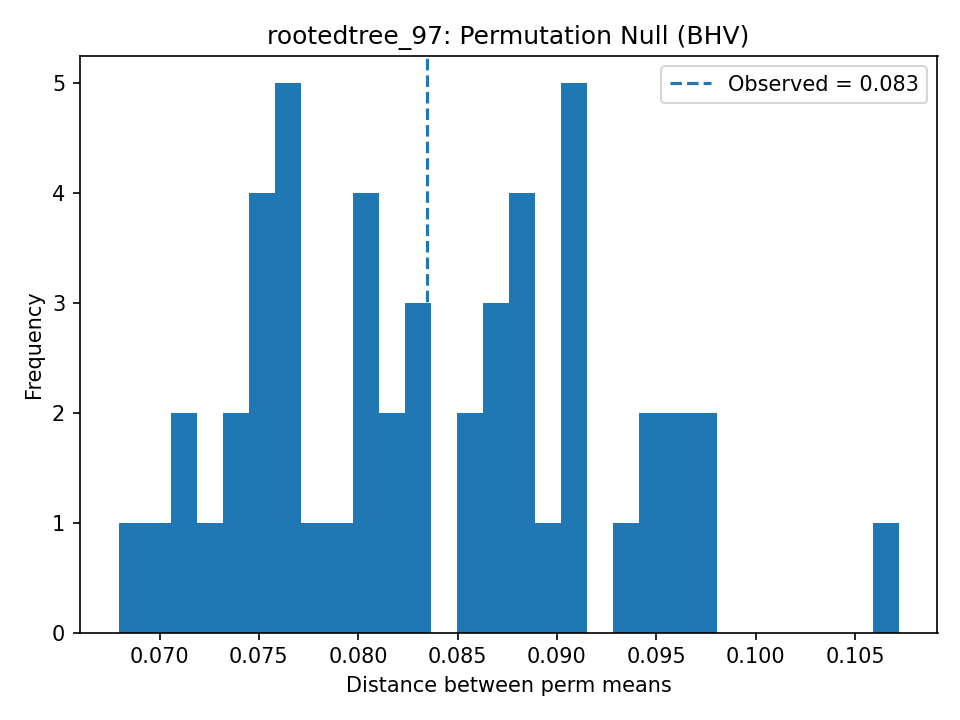 rootedtree_97: Permutation Null (BHV)
Observed = 0.083
Frequency
5
4
3
2
1
0
0.070 0.075 0.080 0.085 0.090 0.095 0.100 0.105
Distance between perm means